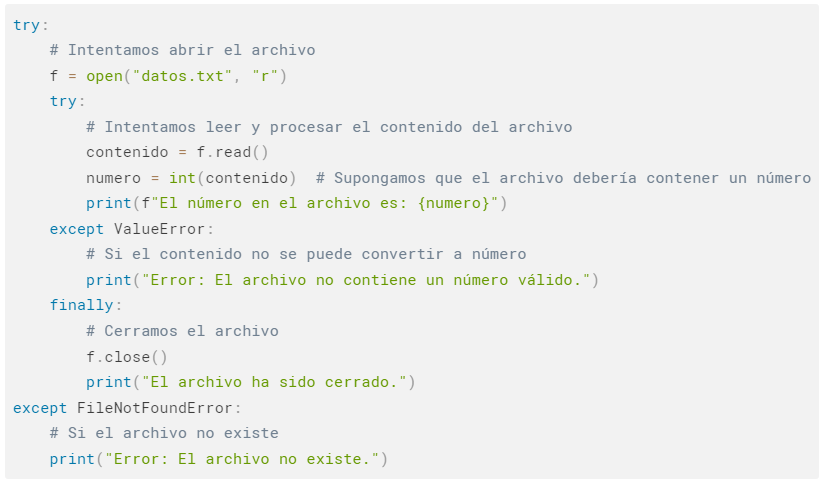 try:
    # Intentamos abrir el archivo
    f = open("datos.txt", "r")
    try:
        # Intentamos leer y procesar el contenido del archivo
        contenido = f.read()
        numero = int(contenido)  # Supongamos que el archivo debería contener un número
        print(f"El número en el archivo es: {numero}")
    except ValueError:
        # Si el contenido no se puede convertir a número
        print("Error: El archivo no contiene un número válido.")
    finally:
        # Cerramos el archivo
        f.close()
        print("El archivo ha sido cerrado.")
except FileNotFoundError:
    # Si el archivo no existe
    print("Error: El archivo no existe.")